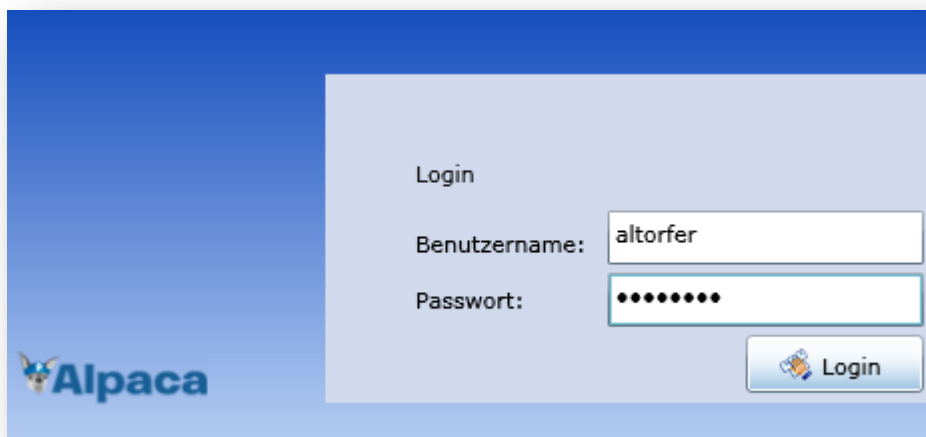 Login
Benutzername: altorfer
Passwort: ••••••••
Login
Alpaca